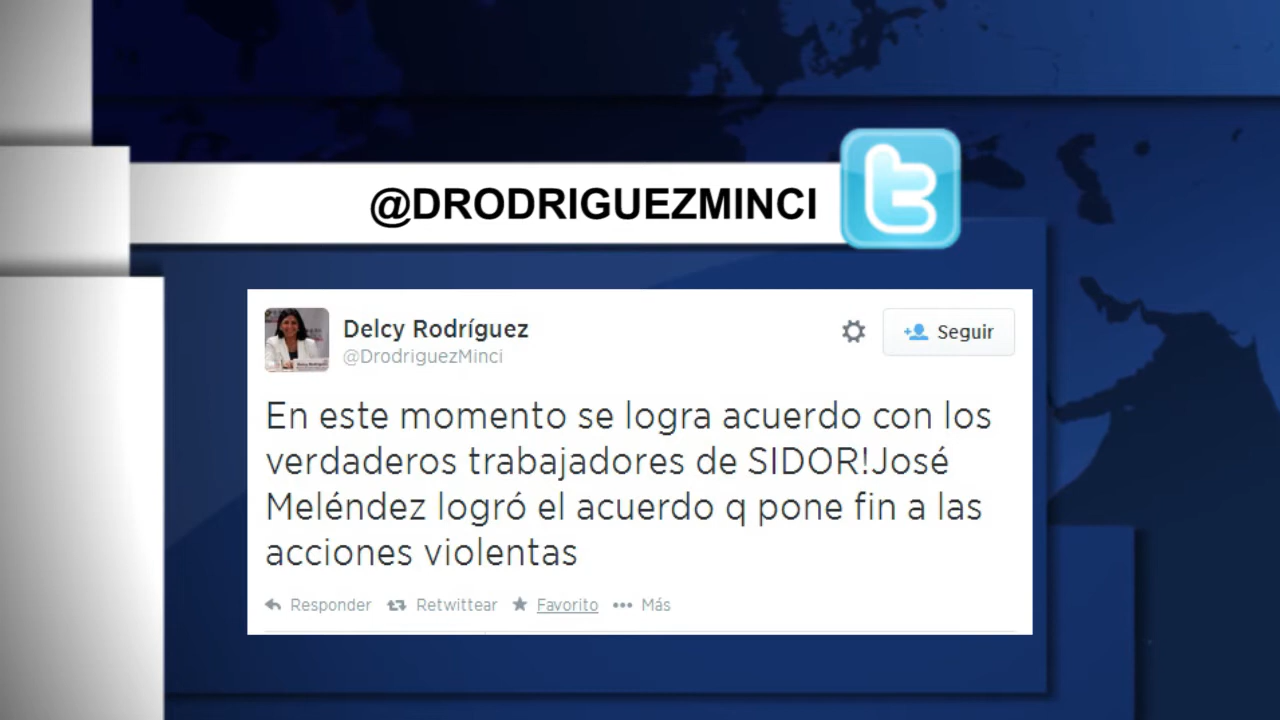 @DRODRIGUEZMINCI
Delcy Rodríguez
@DrodriguezMinci
Seguir
En este momento se logra acuerdo con los
verdaderos trabajadores de SIDOR!José
Meléndez logró el acuerdo q pone fin a las
acciones violentas
Responder Retwittear Favorito Más